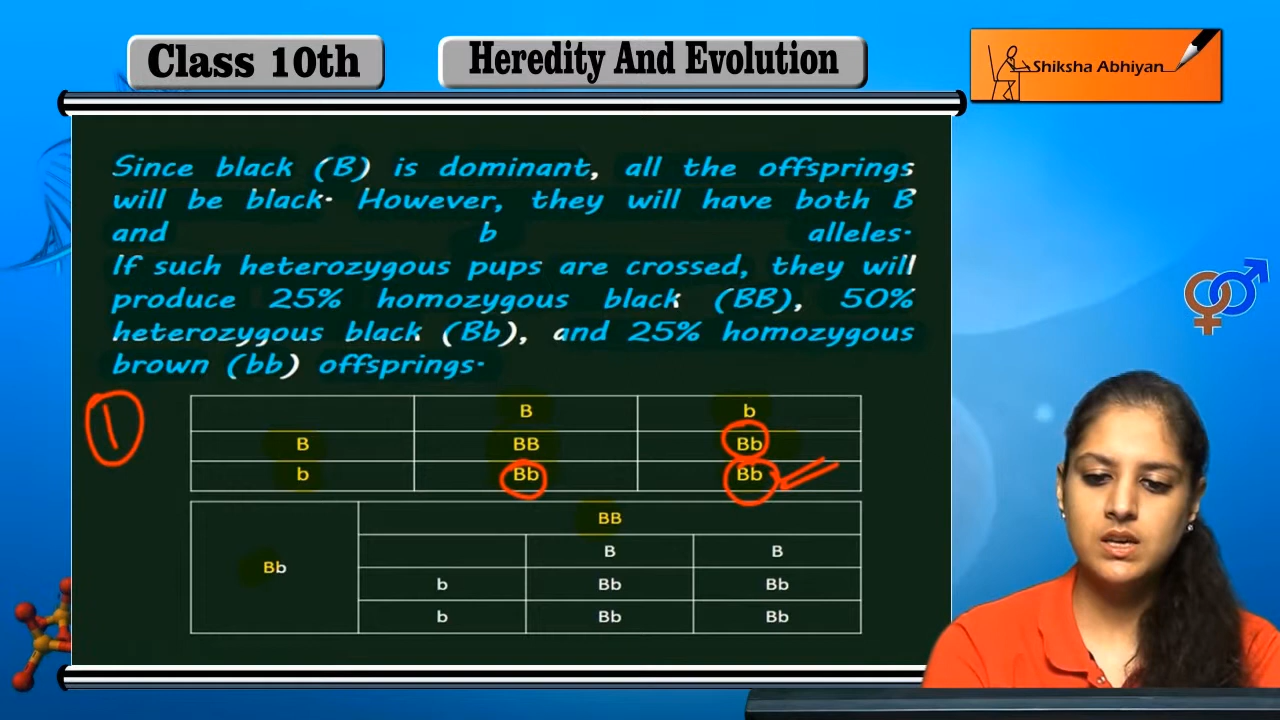 Class 10th
Heredity And Evolution
Shiksha Abhiyan
Since black (B) is dominant, all the offsprings
will be black· However, they will have both B
and b alleles·
If such heterozygous pups are crossed, they will
produce 25% homozygous black (BB), 50%
heterozygous black (Bb), and 25% homozygous
brown (bb) offsprings·
1
B b
B BB Bb
b Bb Bb
BB
Bb
B B
b Bb Bb
b Bb Bb